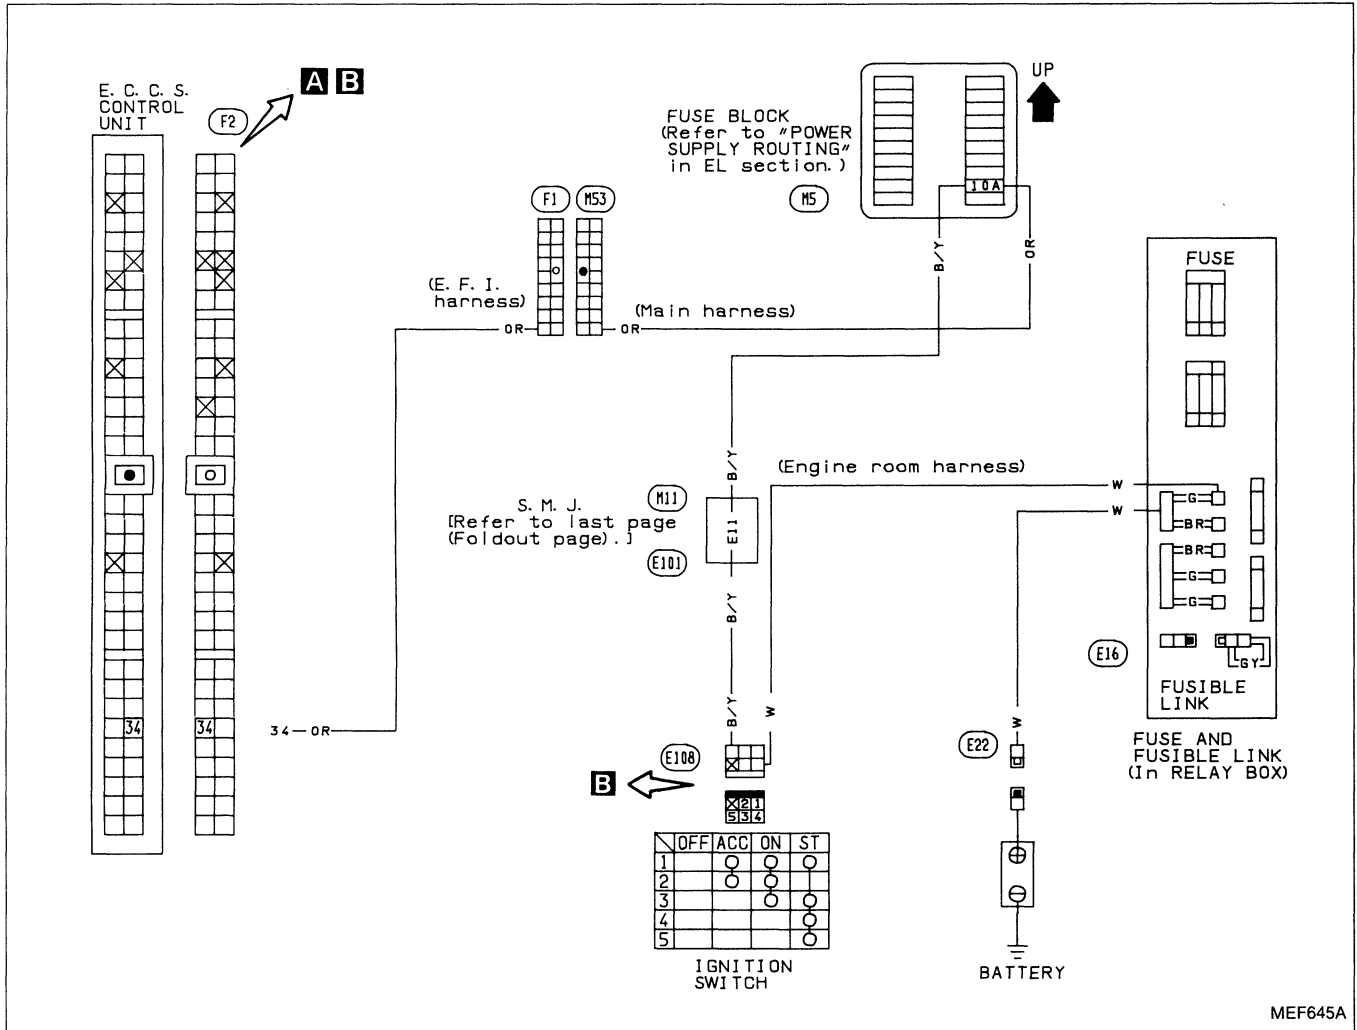 E. C. C. S.
CONTROL
UNIT
F2
A B
FUSE BLOCK
(Refer to "POWER
SUPPLY ROUTING"
in EL section.)
M5
UP
10A
F1
M53
B/Y
OR
(E. F. I.
harness)
(Main harness)
OR
OR
FUSE
B/Y
(Engine room harness)
W
W
G
BR
BR
G
G
GY
S. M. J.
[Refer to last page
(Foldout page).]
M11
E11
E101
B/Y
E16
FUSIBLE
LINK
34
34
34-OR
B/Y
W
W
E108
E22
FUSE AND
FUSIBLE LINK
(In RELAY BOX)
B
2 1
5 3 4
OFF ACC ON ST
1
2
3
4
5
IGNITION
SWITCH
BATTERY
MEF645A